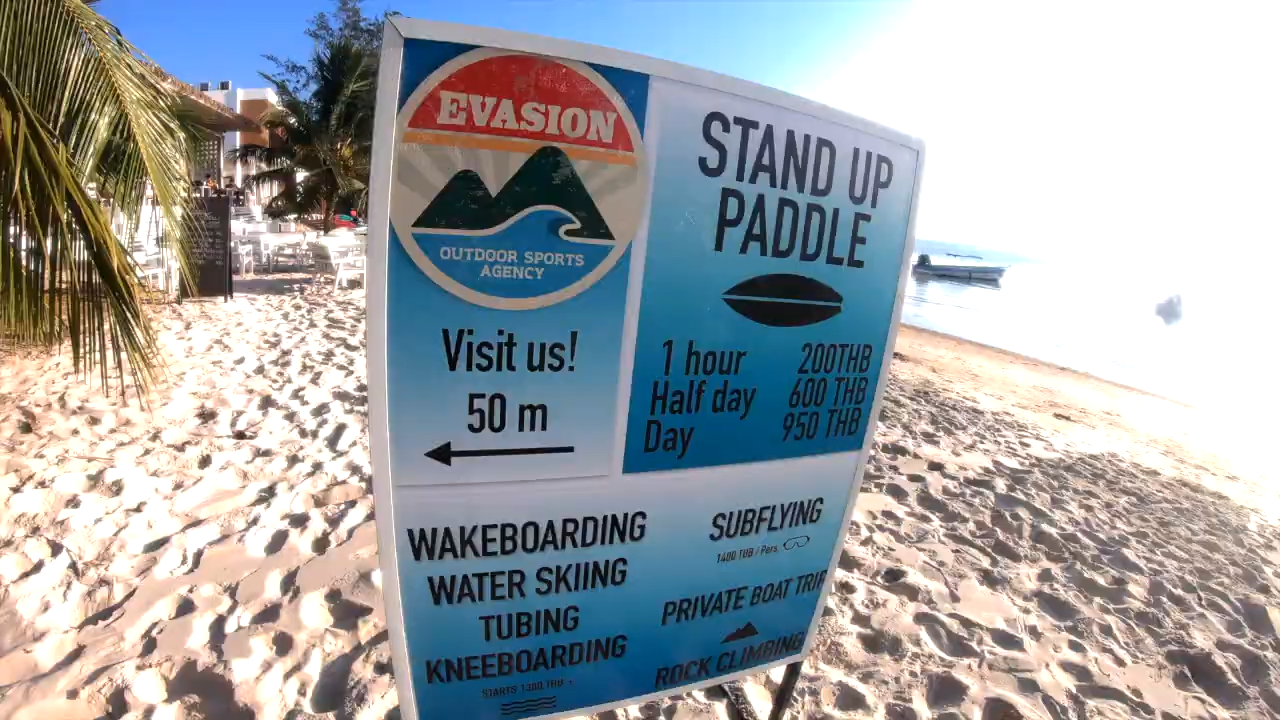 EVASION
OUTDOOR SPORTS
AGENCY
Visit us!
50 m
STAND UP
PADDLE
1 hour 200THB
Half day 600 THB
Day 950 THB
WAKEBOARDING
WATER SKIING
TUBING
KNEEBOARDING
STARTS 1300 THB
SUBFLYING
1400 THB / Pers.
PRIVATE BOAT TRIP
ROCK CLIMBING